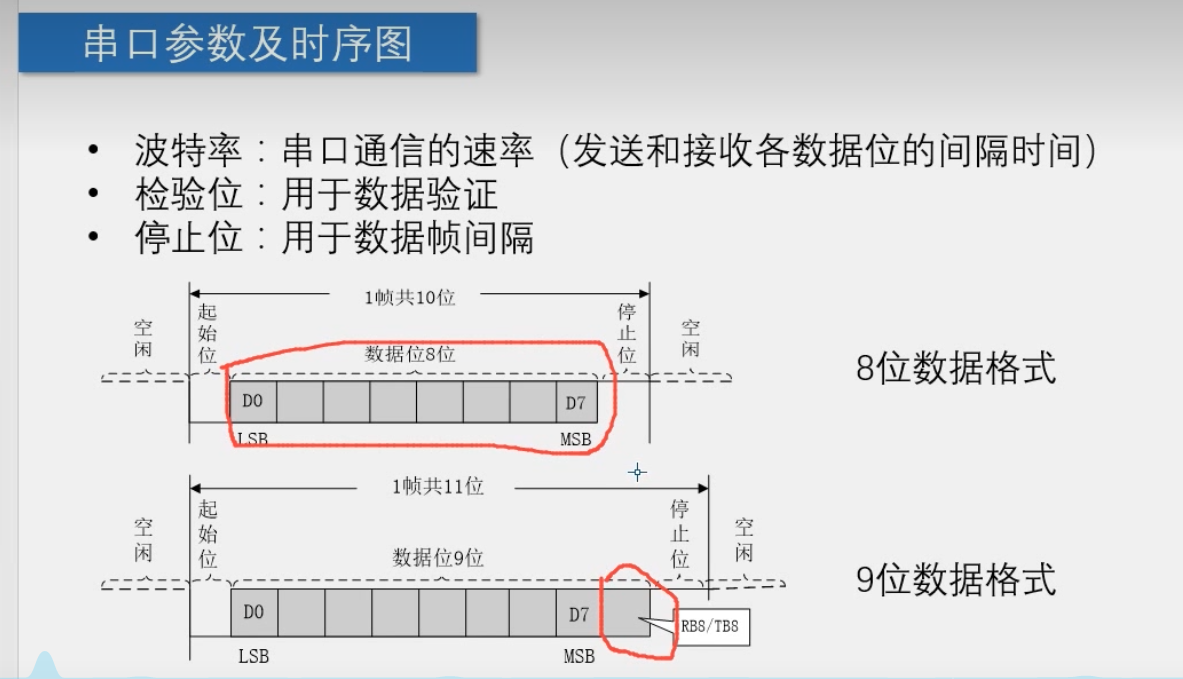 串口参数及时序图
• 波特率：串口通信的速率（发送和接收各数据位的间隔时间）
• 检验位：用于数据验证
• 停止位：用于数据帧间隔
1帧共10位
空闲
起始位
数据位8位
停止位
空闲
D0
D7
LSB
MSB
8位数据格式
1帧共11位
空闲
起始位
数据位9位
停止位
空闲
D0
D7
RB8/TB8
LSB
MSB
9位数据格式